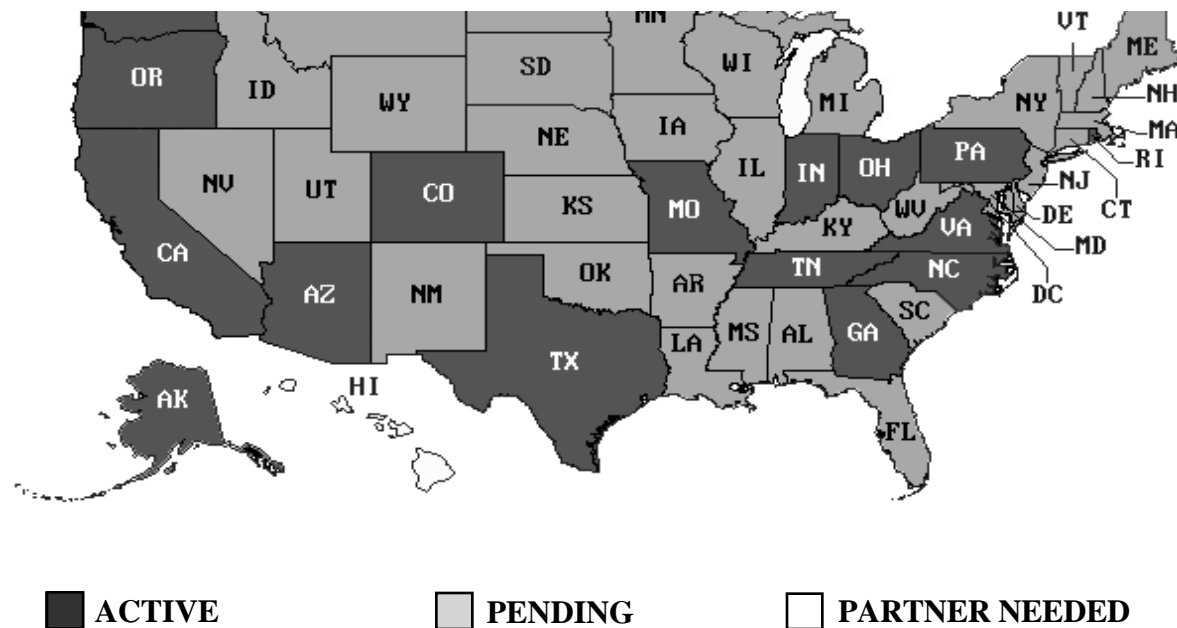 MN
VT
ME
OR
ID
SD
WI
WY
MI
NY
NH
NE
IA
MA
PA
RI
NV
UT
CO
KS
MO
IL
IN
OH
NJ
WV
DE
CT
CA
KY
VA
MD
AZ
NM
OK
AR
TN
NC
DC
TX
LA
MS
AL
GA
SC
AK
HI
FL
ACTIVE PENDING PARTNER NEEDED